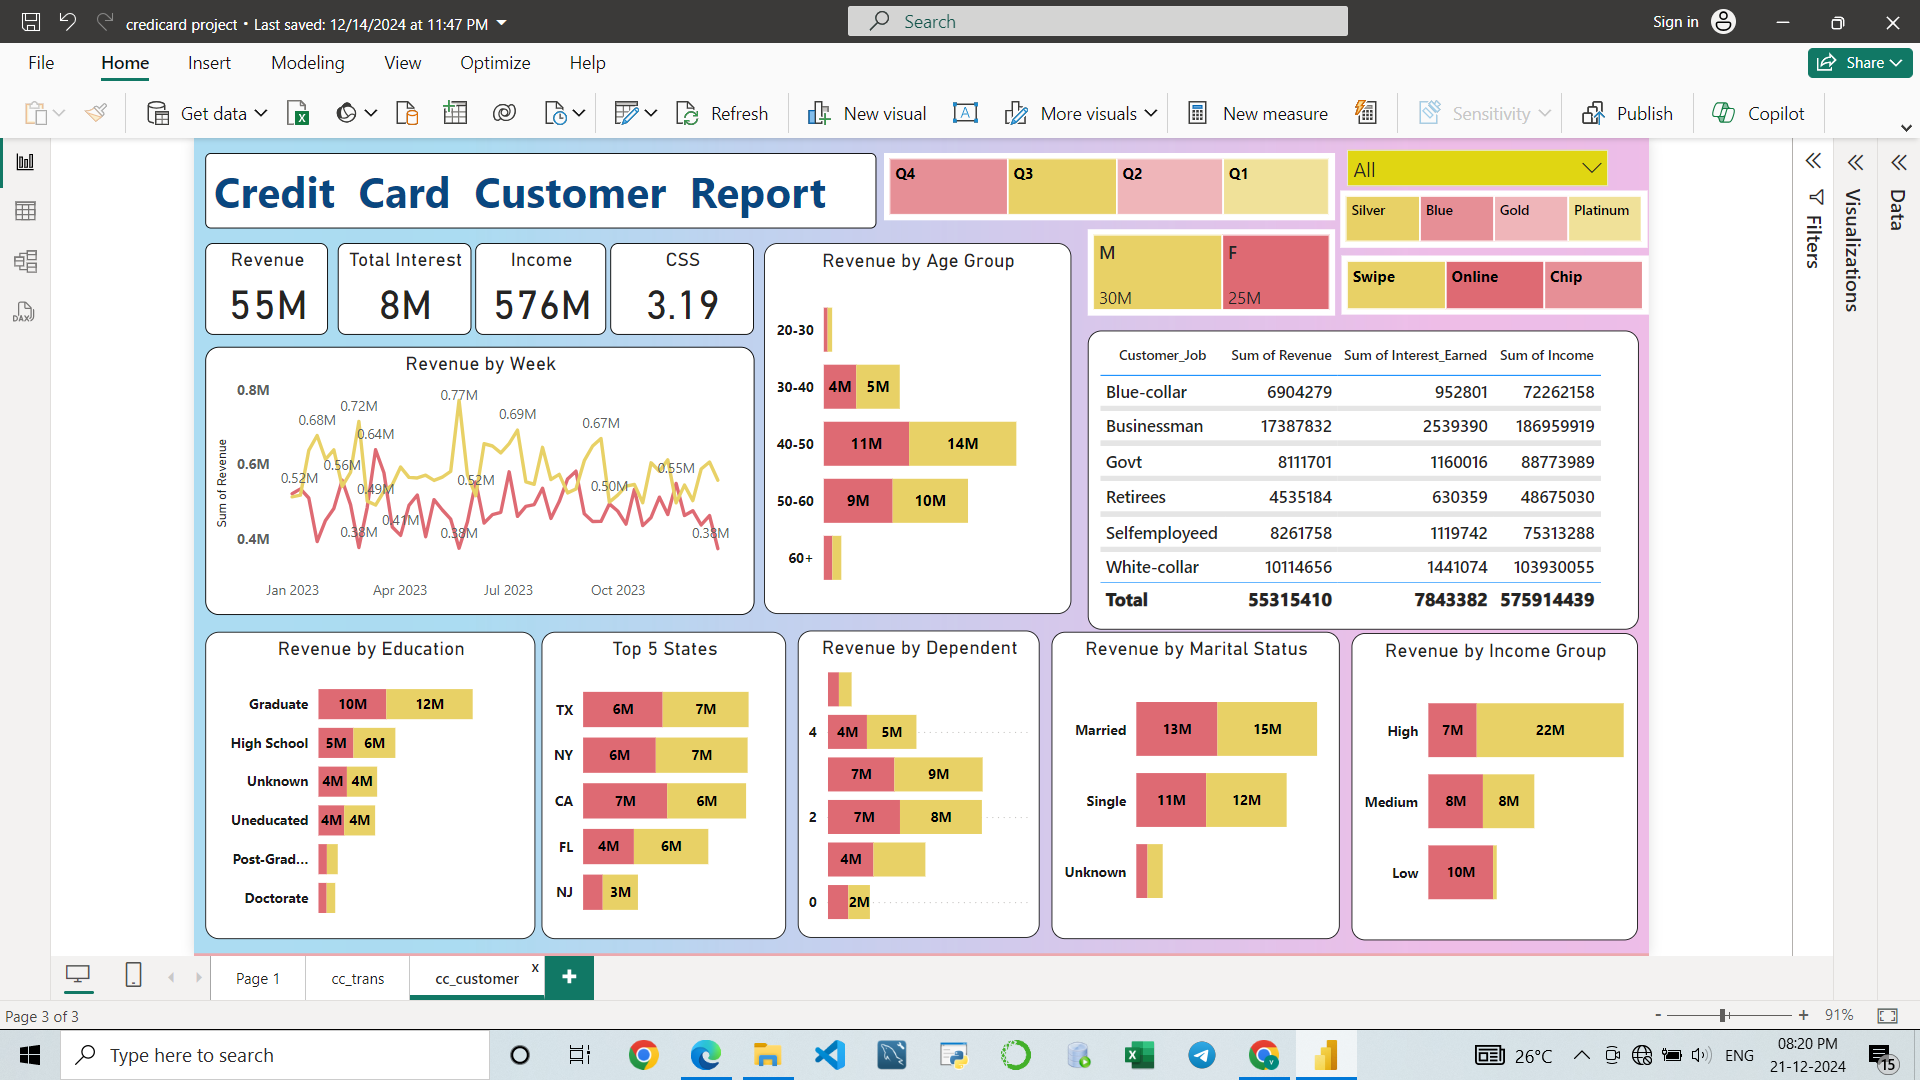 credicard project • Last saved: 12/14/2024 at 11:47 PM
Search
Sign in
File Home Insert Modeling View Optimize Help
Share
Get data
Refresh
New visual
More visuals
New measure
Sensitivity
Publish
Copilot
Credit Card Customer Report
Q4 Q3 Q2 Q1
All
Silver Blue Gold Platinum
M F
30M 25M
Swipe Online Chip
Filters
Visualizations
Data
DAX
Revenue
55M
Total Interest
8M
Income
576M
CSS
3.19
Revenue by Week
Sum of Revenue
0.8M
0.6M
0.4M
0.77M
0.72M
0.68M
0.69M
0.67M
0.64M
0.56M
0.55M
0.52M
0.52M
0.49M
0.50M
0.41M
0.38M
0.38M
0.38M
Jan 2023 Apr 2023 Jul 2023 Oct 2023
Revenue by Age Group
20-30
30-40 4M 5M
40-50 11M 14M
50-60 9M 10M
60+
Customer_Job Sum of Revenue Sum of Interest_Earned Sum of Income
Blue-collar 6904279 952801 72262158
Businessman 17387832 2539390 186959919
Govt 8111701 1160016 88773989
Retirees 4535184 630359 48675030
Selfemployeed 8261758 1119742 75313288
White-collar 10114656 1441074 103930055
Total 55315410 7843382 575914439
Revenue by Education
Graduate 10M 12M
High School 5M 6M
Unknown 4M 4M
Uneducated 4M 4M
Post-Grad...
Doctorate
Top 5 States
TX 6M 7M
NY 6M 7M
CA 7M 6M
FL 4M 6M
NJ 3M
Revenue by Dependent
4 4M 5M
7M 9M
2 7M 8M
4M
0 2M
Revenue by Marital Status
Married 13M 15M
Single 11M 12M
Unknown
Revenue by Income Group
High 7M 22M
Medium 8M 8M
Low 10M
Page 1 cc_trans cc_customer x +
Page 3 of 3
- + 91%
Type here to search
26°C
ENG
08:20 PM
21-12-2024
15